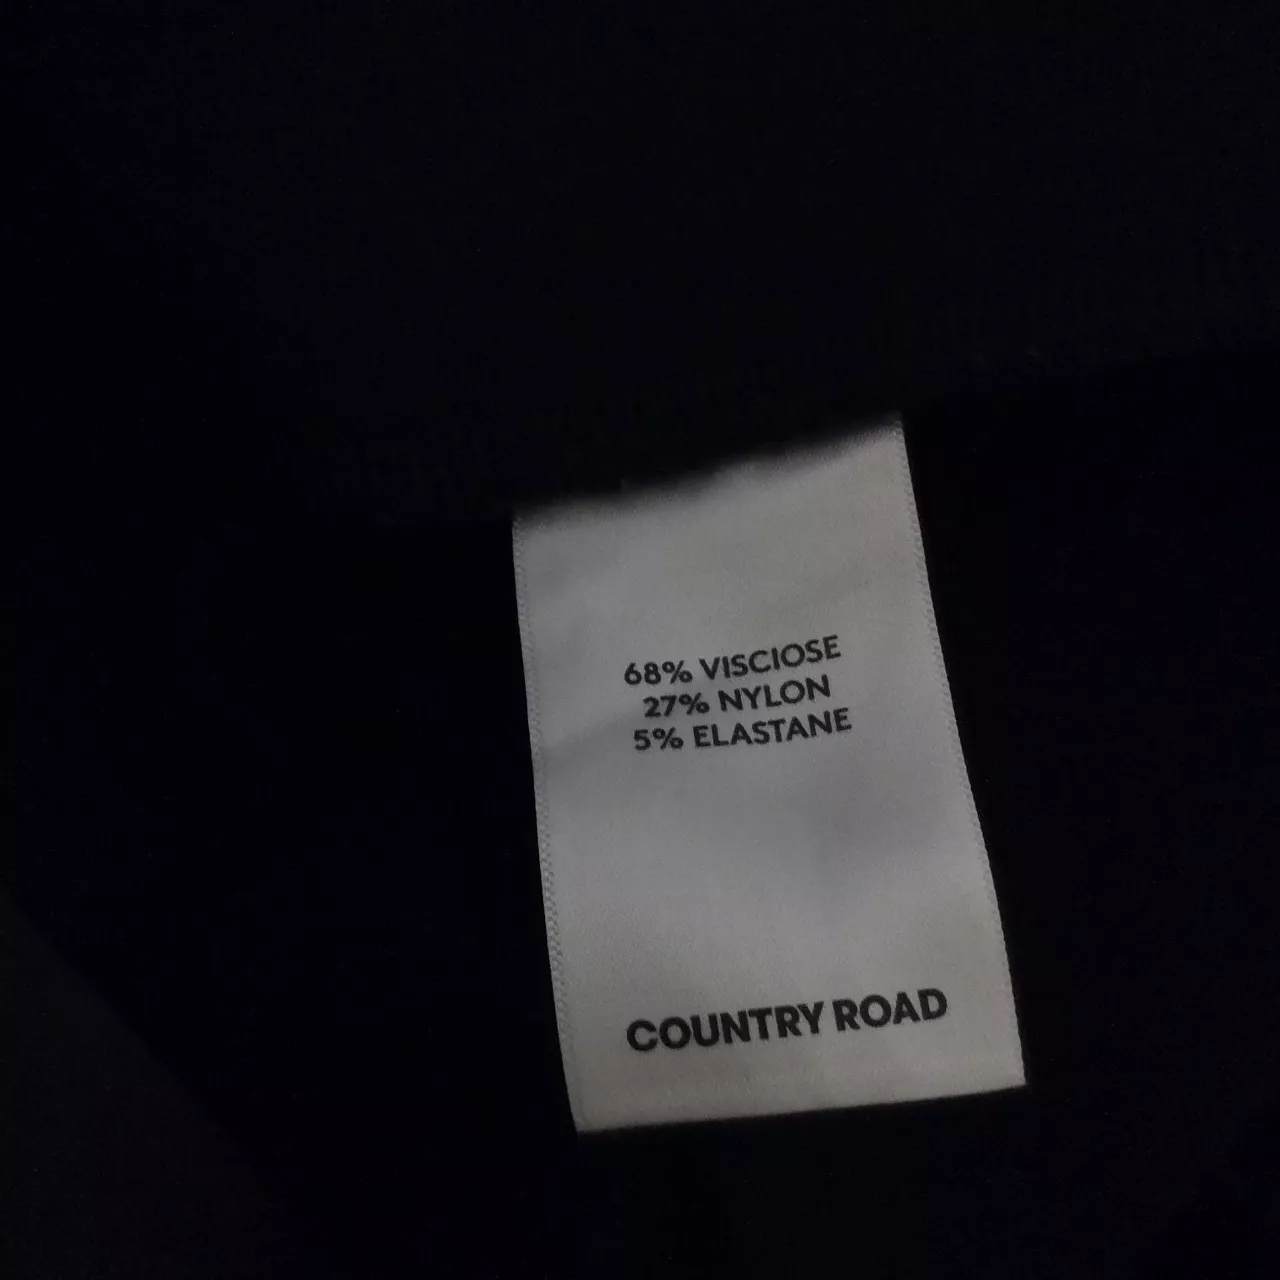 68% VISCIOSE
27% NYLON
5% ELASTANE
COUNTRY ROAD